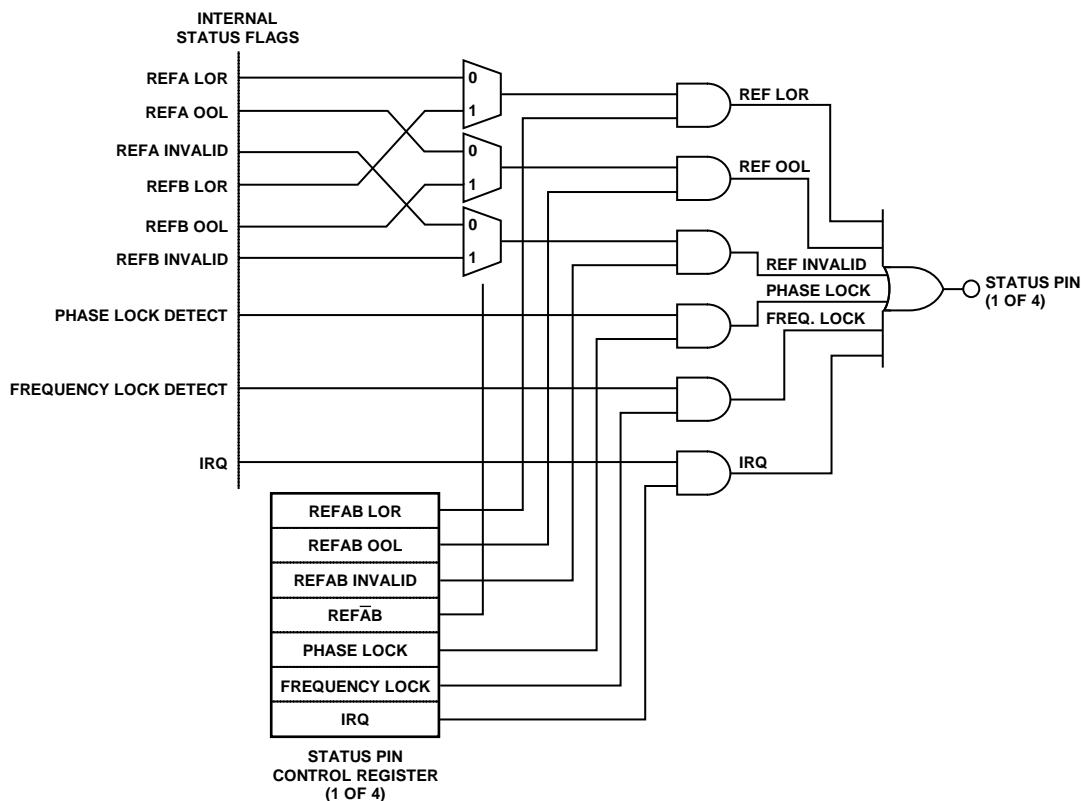 INTERNAL
STATUS FLAGS
REFA LOR
REFA OOL
REFA INVALID
REFB LOR
REFB OOL
REFB INVALID
PHASE LOCK DETECT
FREQUENCY LOCK DETECT
IRQ
0
1
0
1
0
1
REF LOR
REF OOL
REF INVALID
PHASE LOCK
FREQ. LOCK
IRQ
STATUS PIN
(1 OF 4)
REFAB LOR
REFAB OOL
REFAB INVALID
REFA̅B
PHASE LOCK
FREQUENCY LOCK
IRQ
STATUS PIN
CONTROL REGISTER
(1 OF 4)